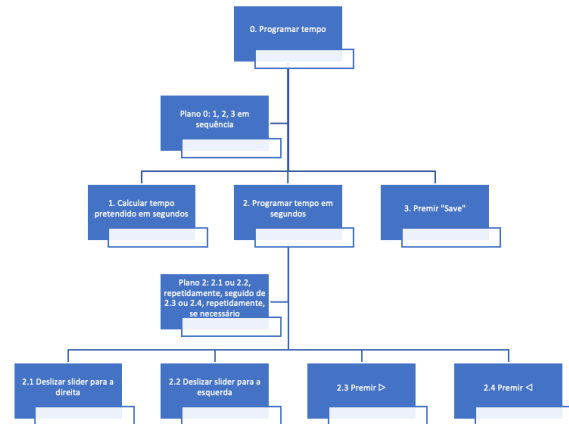 0. Programar tempo
Plano 0: 1, 2, 3 em
sequência
1. Calcular tempo
pretendido em segundos
2. Programar tempo em
segundos
3. Premir "Save"
Plano 2: 2.1 ou 2.2,
repetidamente, seguido de
2.3 ou 2.4, repetidamente,
se necessário
2.1 Deslizar slider para a
direita
2.2 Deslizar slider para a
esquerda
2.3 Premir ▷
2.4 Premir ◁